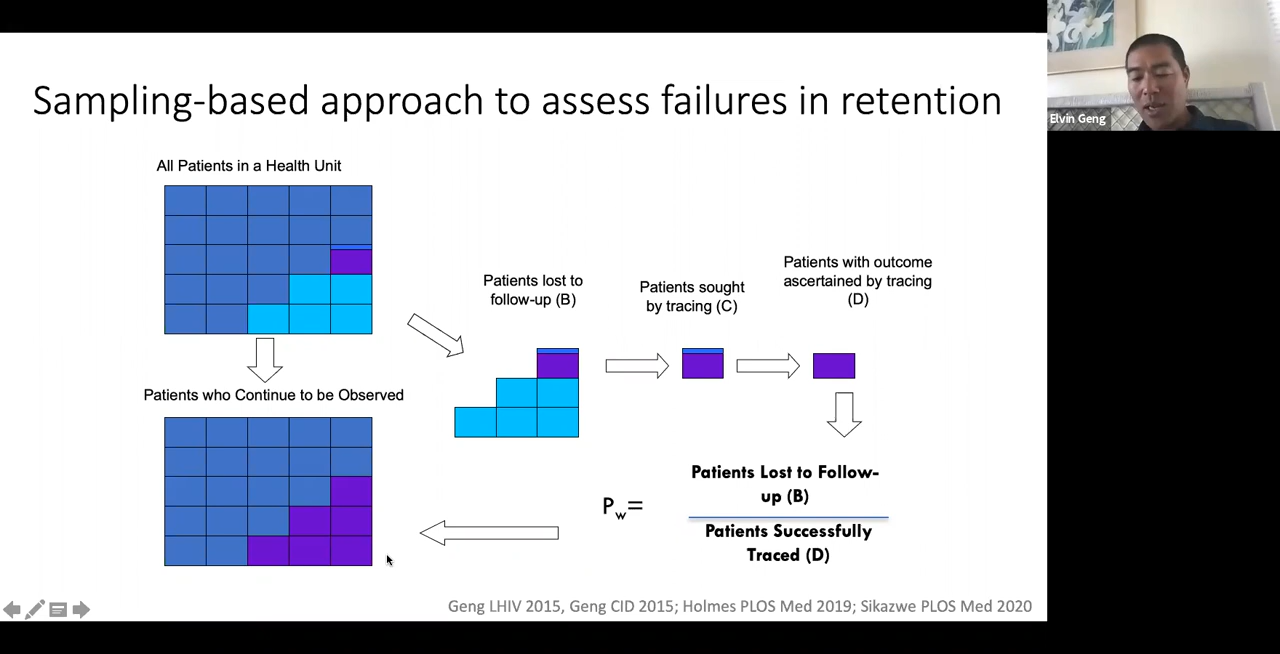 Sampling-based approach to assess failures in retention
Elvin Geng
All Patients in a Health Unit
Patients lost to
follow-up (B)
Patients sought
by tracing (C)
Patients with outcome
ascertained by tracing
(D)
Patients who Continue to be Observed
Pw=
Patients Lost to Follow-
up (B)
Patients Successfully
Traced (D)
Geng LHIV 2015, Geng CID 2015; Holmes PLOS Med 2019; Sikazwe PLOS Med 2020